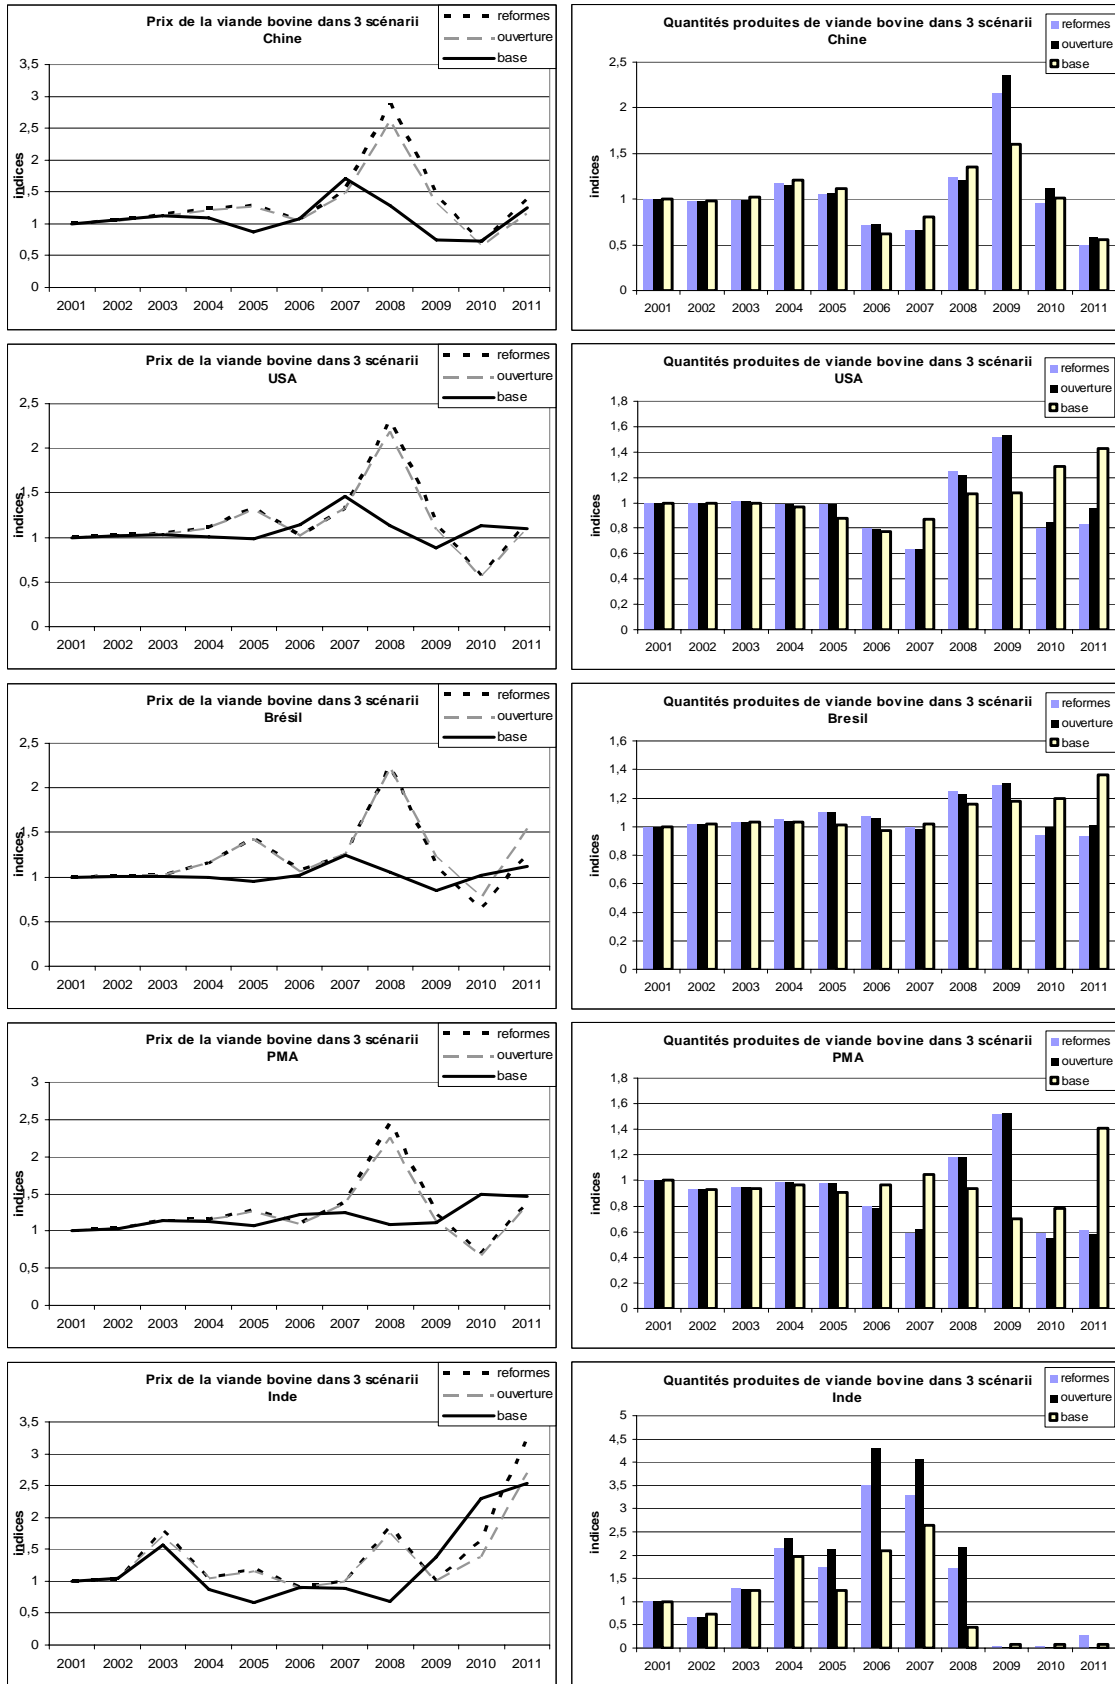 Prix de la viande bovine dans 3 scénarii
Chine
reformes
ouverture
base
indices
3,5
3
2,5
2
1,5
1
0,5
0
2001 2002 2003 2004 2005 2006 2007 2008 2009 2010 2011
Quantités produites de viande bovine dans 3 scénarii
Chine
reformes
ouverture
base
indices
2,5
2
1,5
1
0,5
0
2001 2002 2003 2004 2005 2006 2007 2008 2009 2010 2011
Prix de la viande bovine dans 3 scénarii
USA
reformes
ouverture
base
indices
2,5
2
1,5
1
0,5
0
2001 2002 2003 2004 2005 2006 2007 2008 2009 2010 2011
Quantités produites de viande bovine dans 3 scénarii
USA
reformes
ouverture
base
indices
1,8
1,6
1,4
1,2
1
0,8
0,6
0,4
0,2
0
2001 2002 2003 2004 2005 2006 2007 2008 2009 2010 2011
Prix de la viande bovine dans 3 scénarii
Brésil
reformes
ouverture
base
indices
2,5
2
1,5
1
0,5
0
2001 2002 2003 2004 2005 2006 2007 2008 2009 2010 2011
Quantités produites de viande bovine dans 3 scénarii
Bresil
reformes
ouverture
base
indices
1,6
1,4
1,2
1
0,8
0,6
0,4
0,2
0
2001 2002 2003 2004 2005 2006 2007 2008 2009 2010 2011
Prix de la viande bovine dans 3 scénarii
PMA
reformes
ouverture
base
indices
3
2,5
2
1,5
1
0,5
0
2001 2002 2003 2004 2005 2006 2007 2008 2009 2010 2011
Quantités produites de viande bovine dans 3 scénarii
PMA
reformes
ouverture
base
indices
1,8
1,6
1,4
1,2
1
0,8
0,6
0,4
0,2
0
2001 2002 2003 2004 2005 2006 2007 2008 2009 2010 2011
Prix de la viande bovine dans 3 scénarii
Inde
reformes
ouverture
base
indices
3,5
3
2,5
2
1,5
1
0,5
0
2001 2002 2003 2004 2005 2006 2007 2008 2009 2010 2011
Quantités produites de viande bovine dans 3 scénarii
Inde
reformes
ouverture
base
indices
5
4,5
4
3,5
3
2,5
2
1,5
1
0,5
0
2001 2002 2003 2004 2005 2006 2007 2008 2009 2010 2011